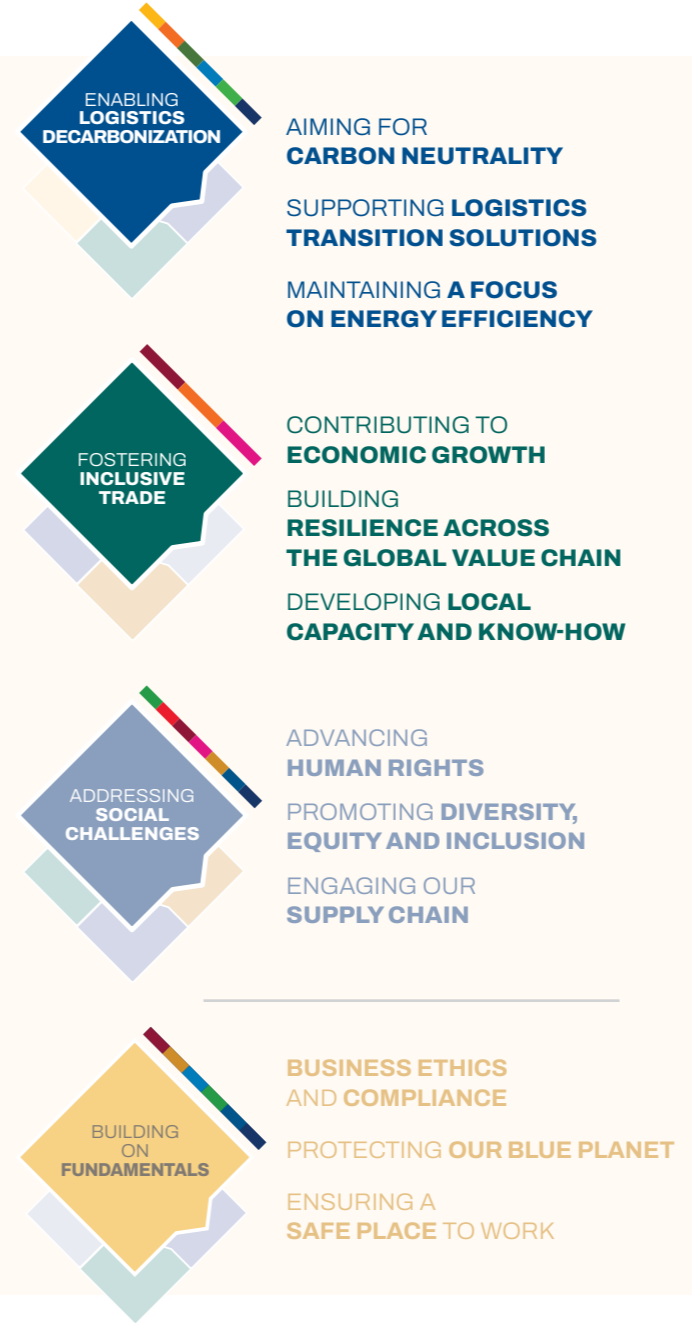 ENABLING
LOGISTICS
DECARBONIZATION
AIMING FOR
CARBON NEUTRALITY
SUPPORTING LOGISTICS
TRANSITION SOLUTIONS
MAINTAINING A FOCUS
ON ENERGY EFFICIENCY
FOSTERING
INCLUSIVE
TRADE
CONTRIBUTING TO
ECONOMIC GROWTH
BUILDING
RESILIENCE ACROSS
THE GLOBAL VALUE CHAIN
DEVELOPING LOCAL
CAPACITY AND KNOW-HOW
ADDRESSING
SOCIAL
CHALLENGES
ADVANCING
HUMAN RIGHTS
PROMOTING DIVERSITY,
EQUITY AND INCLUSION
ENGAGING OUR
SUPPLY CHAIN
BUILDING
ON
FUNDAMENTALS
BUSINESS ETHICS
AND COMPLIANCE
PROTECTING OUR BLUE PLANET
ENSURING A
SAFE PLACE TO WORK